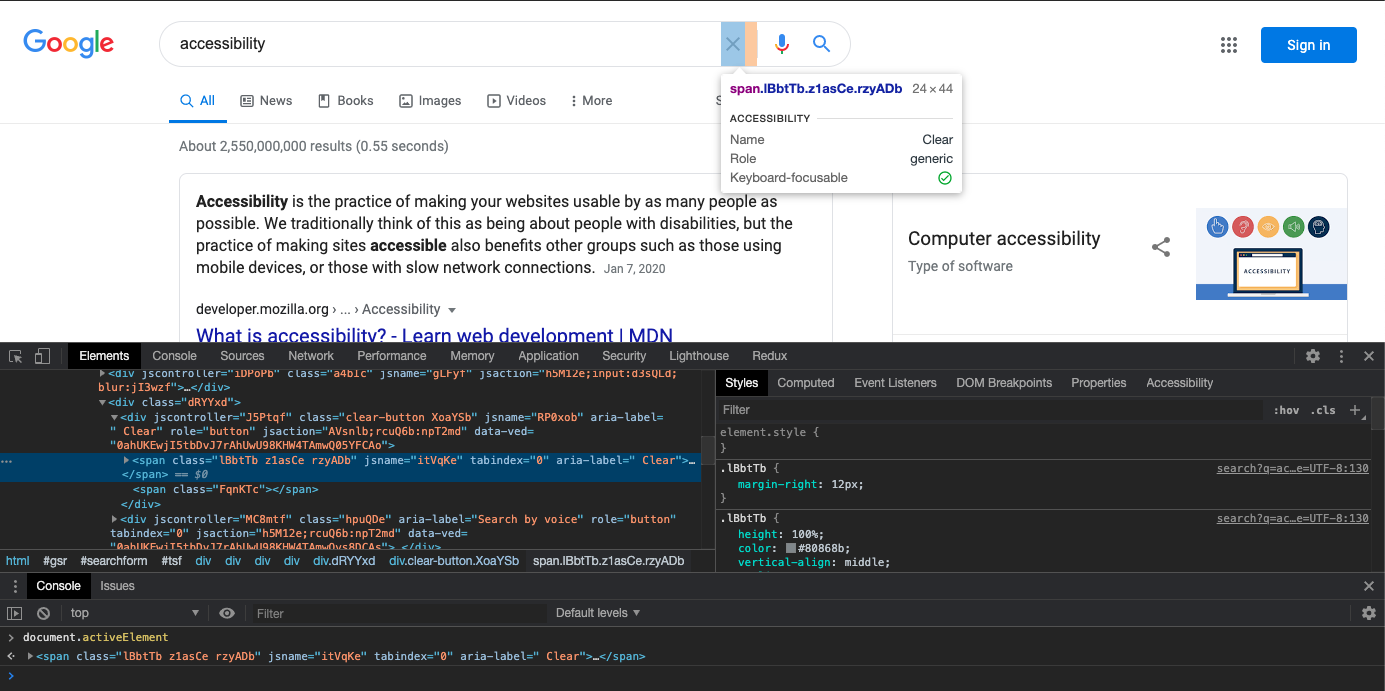 Google
accessibility
Sign in
All
News
Books
Images
Videos
More
S
span.lBbtTb.z1asCe.rzyADb 24 × 44
ACCESSIBILITY
Name Clear
Role generic
Keyboard-focusable
About 2,550,000,000 results (0.55 seconds)
Accessibility is the practice of making your websites usable by as many people as
possible. We traditionally think of this as being about people with disabilities, but the
practice of making sites accessible also benefits other groups such as those using
mobile devices, or those with slow network connections. Jan 7, 2020
developer.mozilla.org › ... › Accessibility
What is accessibility? - Learn web development | MDN
Computer accessibility
Type of software
ACCESSIBILITY
Elements Console Sources Network Performance Memory Application Security Lighthouse Redux
<div jscontroller="iDPoPb" class="a4bIc" jsname="gLFyf" jsaction="h5M12e;input:d3sQLd;
blur:jI3wzf">…</div>
<div class="dRYYxd">
<div jscontroller="J5Ptqf" class="clear-button XoaYSb" jsname="RP0xob" aria-label=
" Clear" role="button" jsaction="AVsnlb;rcuQ6b:npT2md" data-ved=
"0ahUKEwjI5tbDvJ7rAhUwU98KHW4TAmwQ05YFCAo">
<span class="lBbtTb z1asCe rzyADb" jsname="itVqKe" tabindex="0" aria-label=" Clear">…
</span> == $0
<span class="FqnKTc"></span>
</div>
<div jscontroller="MC8mtf" class="hpuQDe" aria-label="Search by voice" role="button"
tabindex="0" jsaction="h5M12e;rcuQ6b:npT2md" data-ved=
"0ahUKEwjI5tbDvJ7rAhUwU98KHW4TAmwQvs8DCAs">…</div>
html #gsr #searchform #tsf div div div div div.dRYYxd div.clear-button.XoaYSb span.lBbtTb.z1asCe.rzyADb
Styles Computed Event Listeners DOM Breakpoints Properties Accessibility
Filter :hov .cls +
element.style {
}
.lBbtTb { search?q=ac…e=UTF-8:130
margin-right: 12px;
}
.lBbtTb { search?q=ac…e=UTF-8:130
height: 100%;
color: #80868b;
vertical-align: middle;
Console Issues
top Filter Default levels
document.activeElement
<span class="lBbtTb z1asCe rzyADb" jsname="itVqKe" tabindex="0" aria-label=" Clear">…</span>